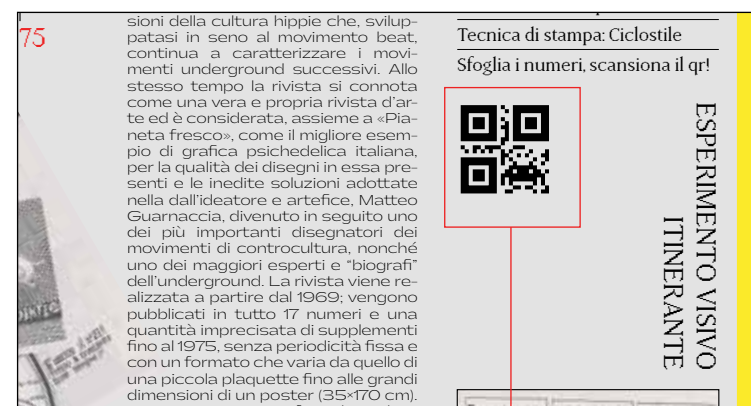 75
sioni della cultura hippie che, svilup-
patasi in seno al movimento beat,
continua a caratterizzare i movi-
menti underground successivi. Allo
stesso tempo la rivista si connota
come una vera e propria rivista d'ar-
te ed è considerata, assieme a «Pia-
neta fresco», come il migliore esem-
pio di grafica psichedelica italiana,
per la qualità dei disegni in essa pre-
senti e le inedite soluzioni adottate
nella dall'ideatore e artefice, Matteo
Guarnaccia, divenuto in seguito uno
dei più importanti disegnatori dei
movimenti di controcultura, nonché
uno dei maggiori esperti e "biografi"
dell'underground. La rivista viene re-
alizzata a partire dal 1969; vengono
pubblicati in tutto 17 numeri e una
quantità imprecisata di supplementi
fino al 1975, senza periodicità fissa e
con un formato che varia da quello di
una piccola plaquette fino alle grandi
dimensioni di un poster (35×170 cm).
Tecnica di stampa: Ciclostile
Sfoglia i numeri, scansiona il qr!
ESPERIMENTO VISIVO
ITINERANTE